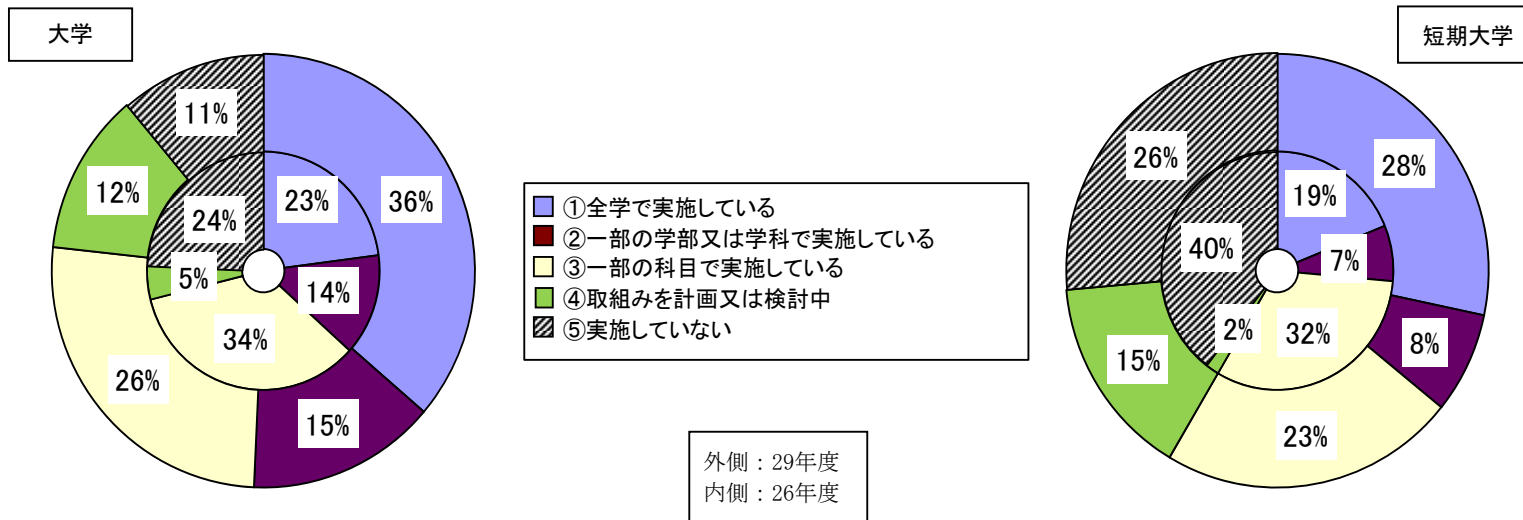 大学
36%
15%
26%
12%
11%
23%
14%
34%
5%
24%
①全学で実施している
②一部の学部又は学科で実施している
③一部の科目で実施している
④取組みを計画又は検討中
⑤実施していない
外側：29年度
内側：26年度
短期大学
28%
8%
23%
15%
26%
19%
7%
32%
2%
40%